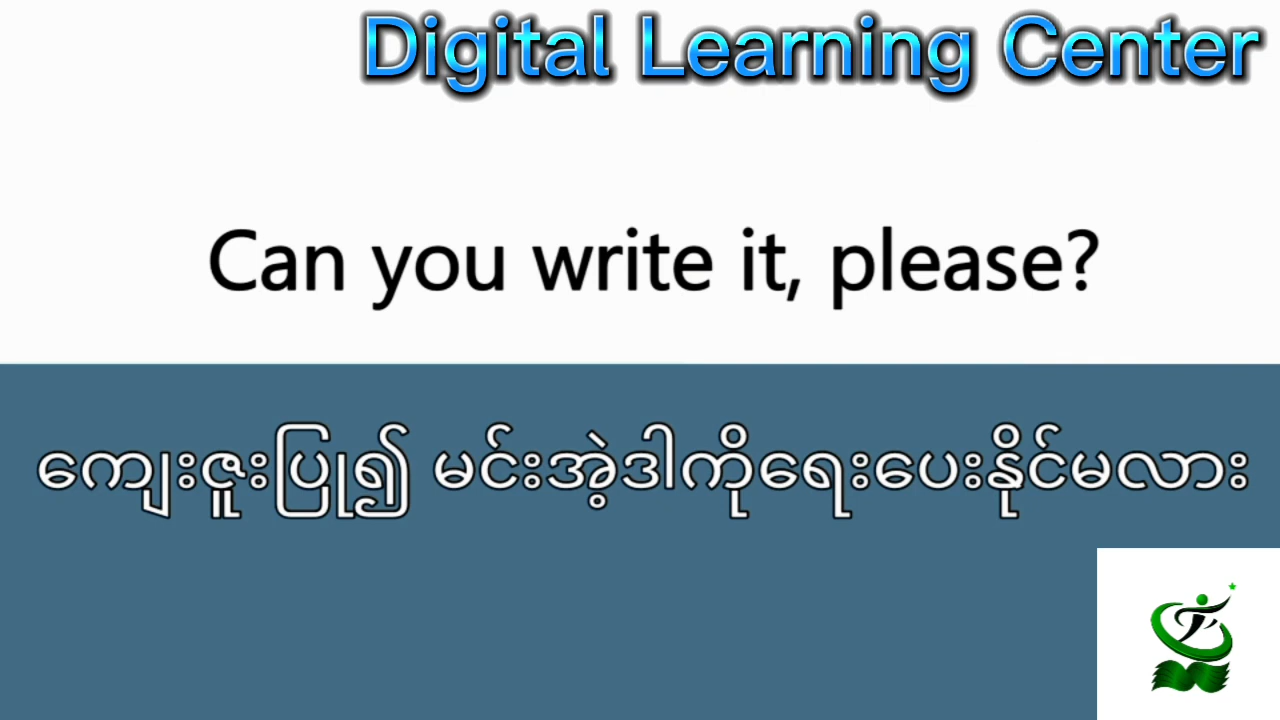 Digital Learning Center
Can you write it, please?
ကျေးဇူးပြု၍ မင်းအဲ့ဒါကိုရေးပေးနိုင်မလား